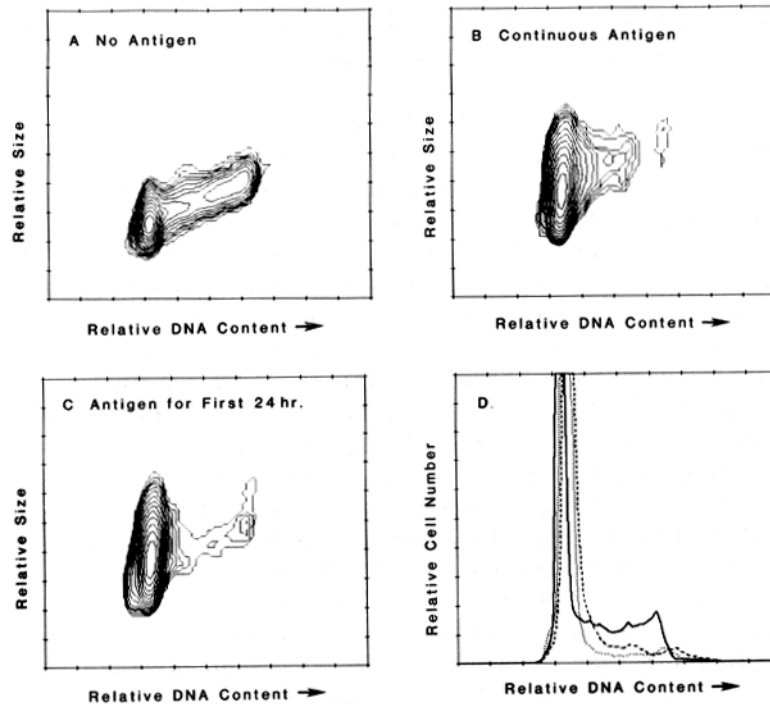 A No Antigen
Relative Size
Relative DNA Content
B Continuous Antigen
Relative Size
Relative DNA Content
C Antigen for First 24 hr.
Relative Size
Relative DNA Content
D.
Relative Cell Number
Relative DNA Content